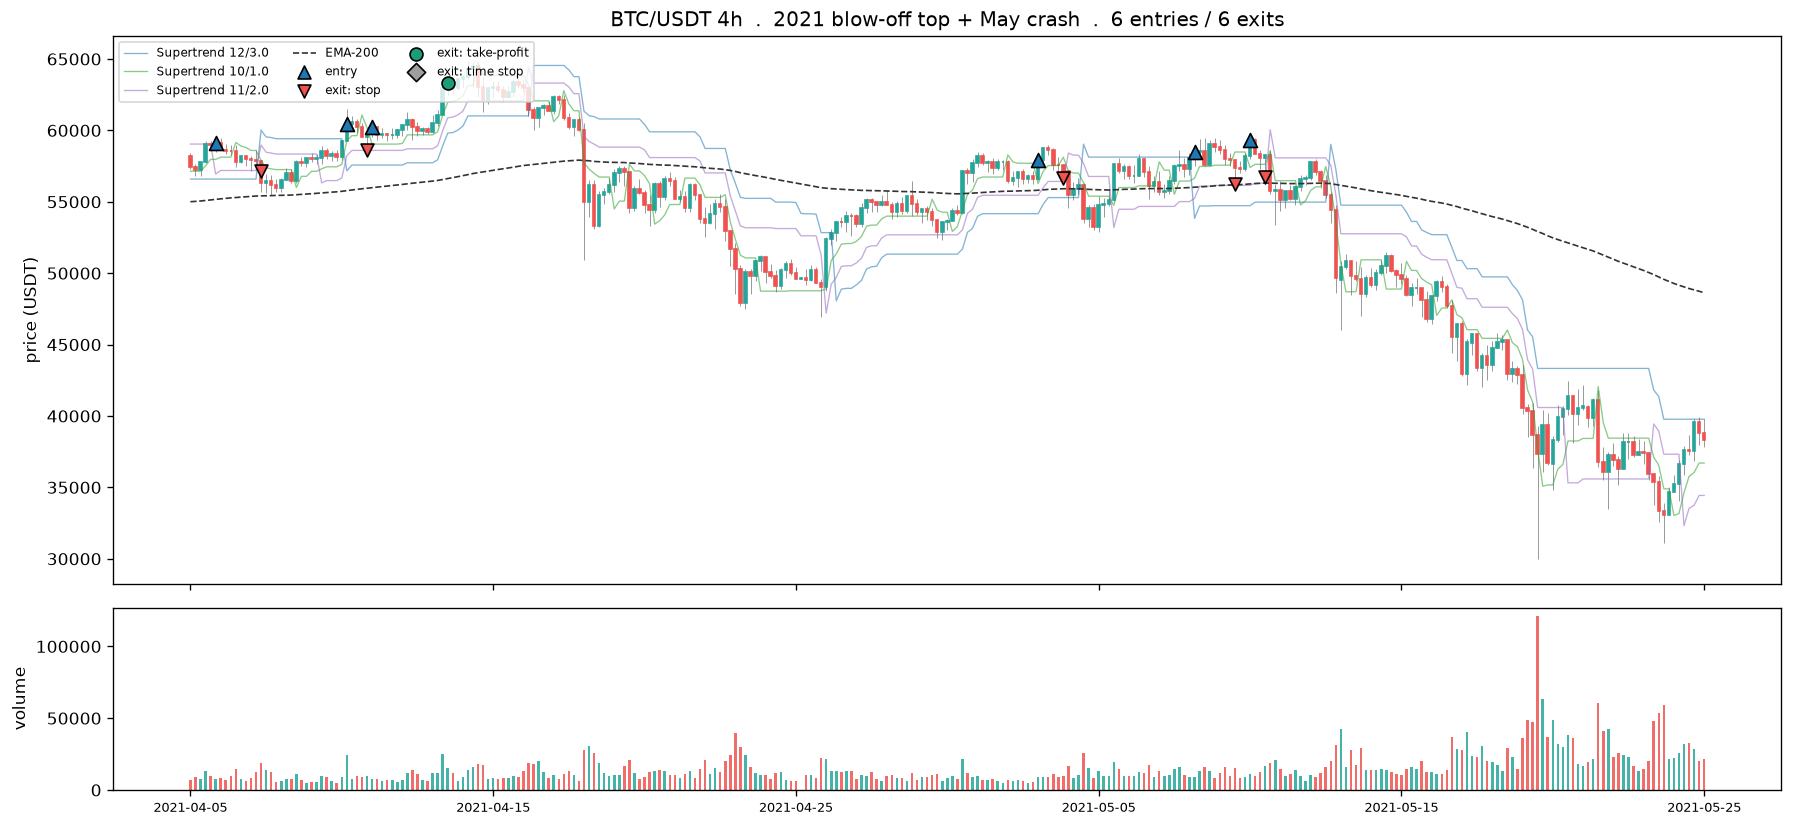 BTC/USDT 4h . 2021 blow-off top + May crash . 6 entries / 6 exits
Supertrend 12/3.0
Supertrend 10/1.0
Supertrend 11/2.0
EMA-200
entry
exit: stop
exit: take-profit
exit: time stop
price (USDT)
65000
60000
55000
50000
45000
40000
35000
30000
volume
100000
50000
0
2021-04-05
2021-04-15
2021-04-25
2021-05-05
2021-05-15
2021-05-25